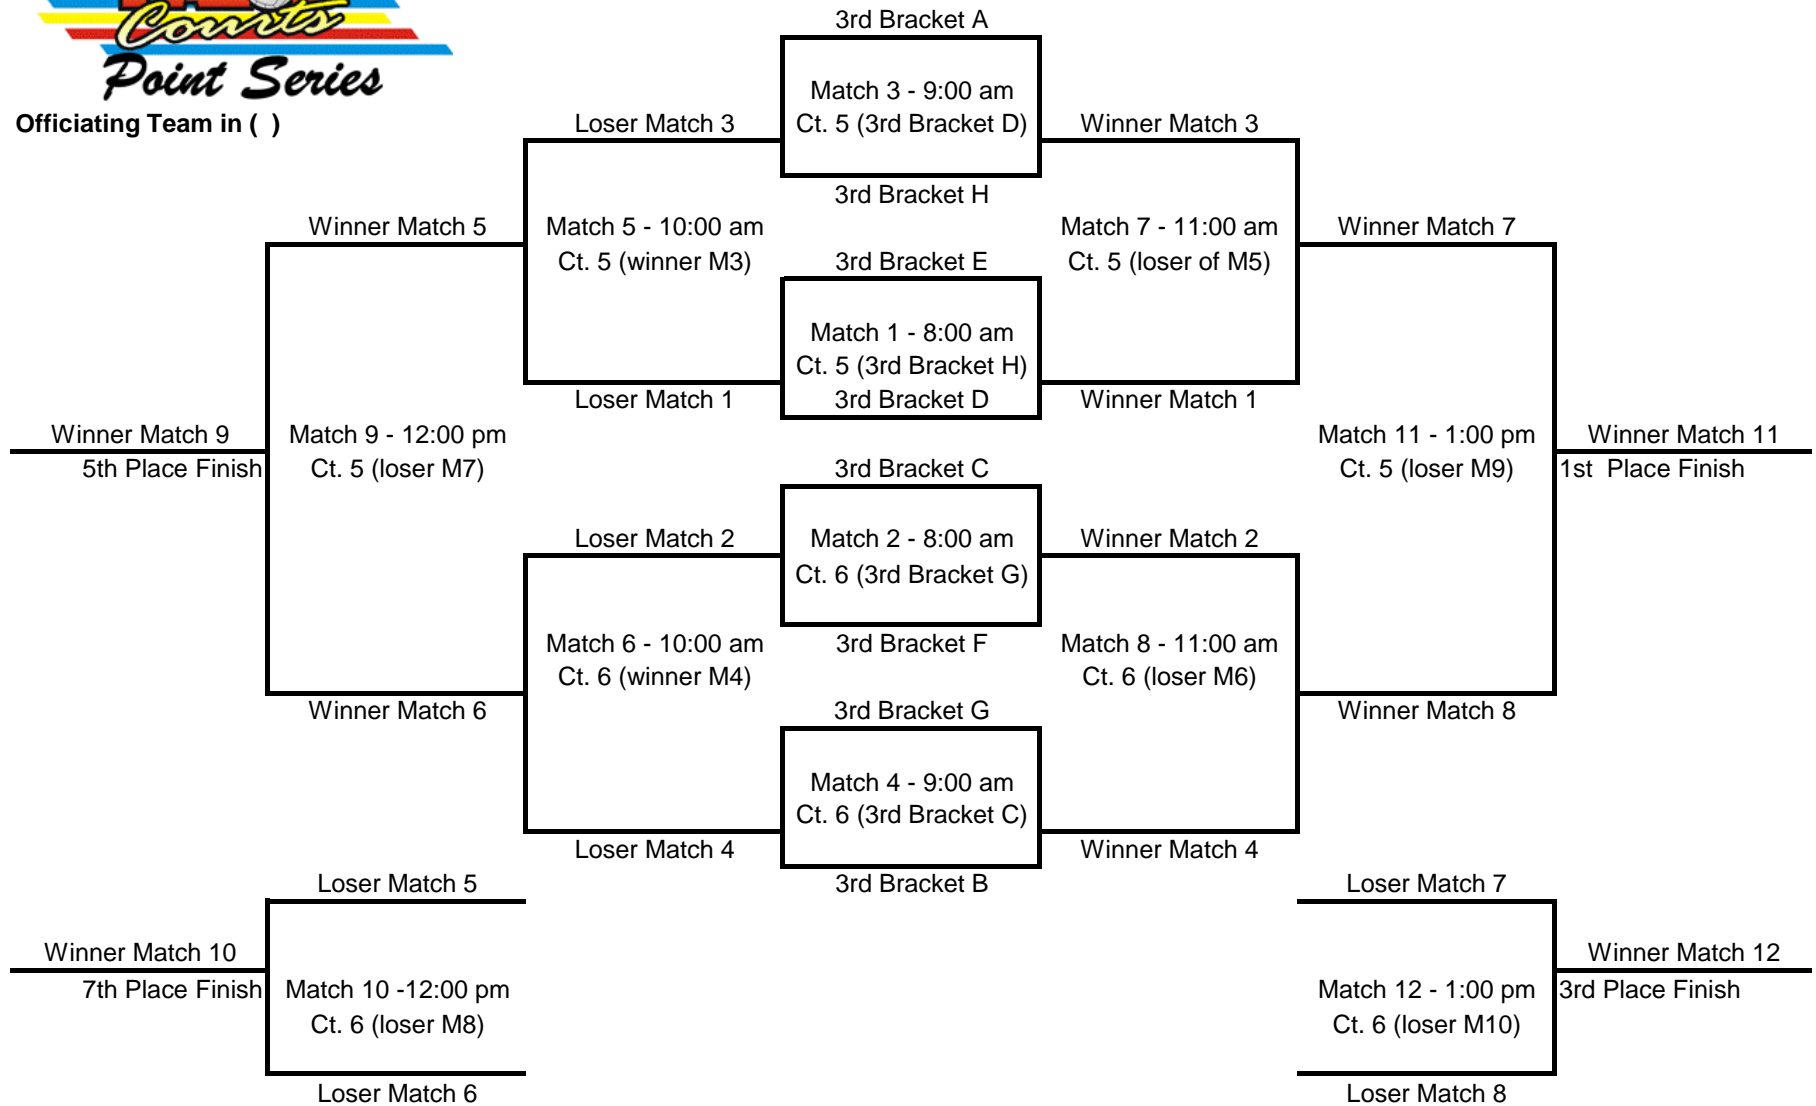 Courts
Point Series
Officiating Team in (  )
3rd Bracket A
Match 3 - 9:00 am
Ct. 5 (3rd Bracket D)
Loser Match 3
Winner Match 3
3rd Bracket H
Winner Match 5
Match 5 - 10:00 am
Ct. 5 (winner M3)
Match 7 - 11:00 am
Ct. 5 (loser of M5)
Winner Match 7
3rd Bracket E
Match 1 - 8:00 am
Ct. 5 (3rd Bracket H)
3rd Bracket D
Loser Match 1
Winner Match 1
Winner Match 9
5th Place Finish
Match 9 - 12:00 pm
Ct. 5 (loser M7)
Match 11 - 1:00 pm
Ct. 5 (loser M9)
Winner Match 11
1st  Place Finish
3rd Bracket C
Loser Match 2
Match 2 - 8:00 am
Ct. 6 (3rd Bracket G)
Winner Match 2
3rd Bracket F
Match 6 - 10:00 am
Ct. 6 (winner M4)
Match 8 - 11:00 am
Ct. 6 (loser M6)
Winner Match 6
Winner Match 8
3rd Bracket G
Match 4 - 9:00 am
Ct. 6 (3rd Bracket C)
Loser Match 4
Winner Match 4
3rd Bracket B
Loser Match 5
Winner Match 10
7th Place Finish
Match 10 -12:00 pm
Ct. 6 (loser M8)
Loser Match 6
Loser Match 7
Match 12 - 1:00 pm
Ct. 6 (loser M10)
Winner Match 12
3rd Place Finish
Loser Match 8